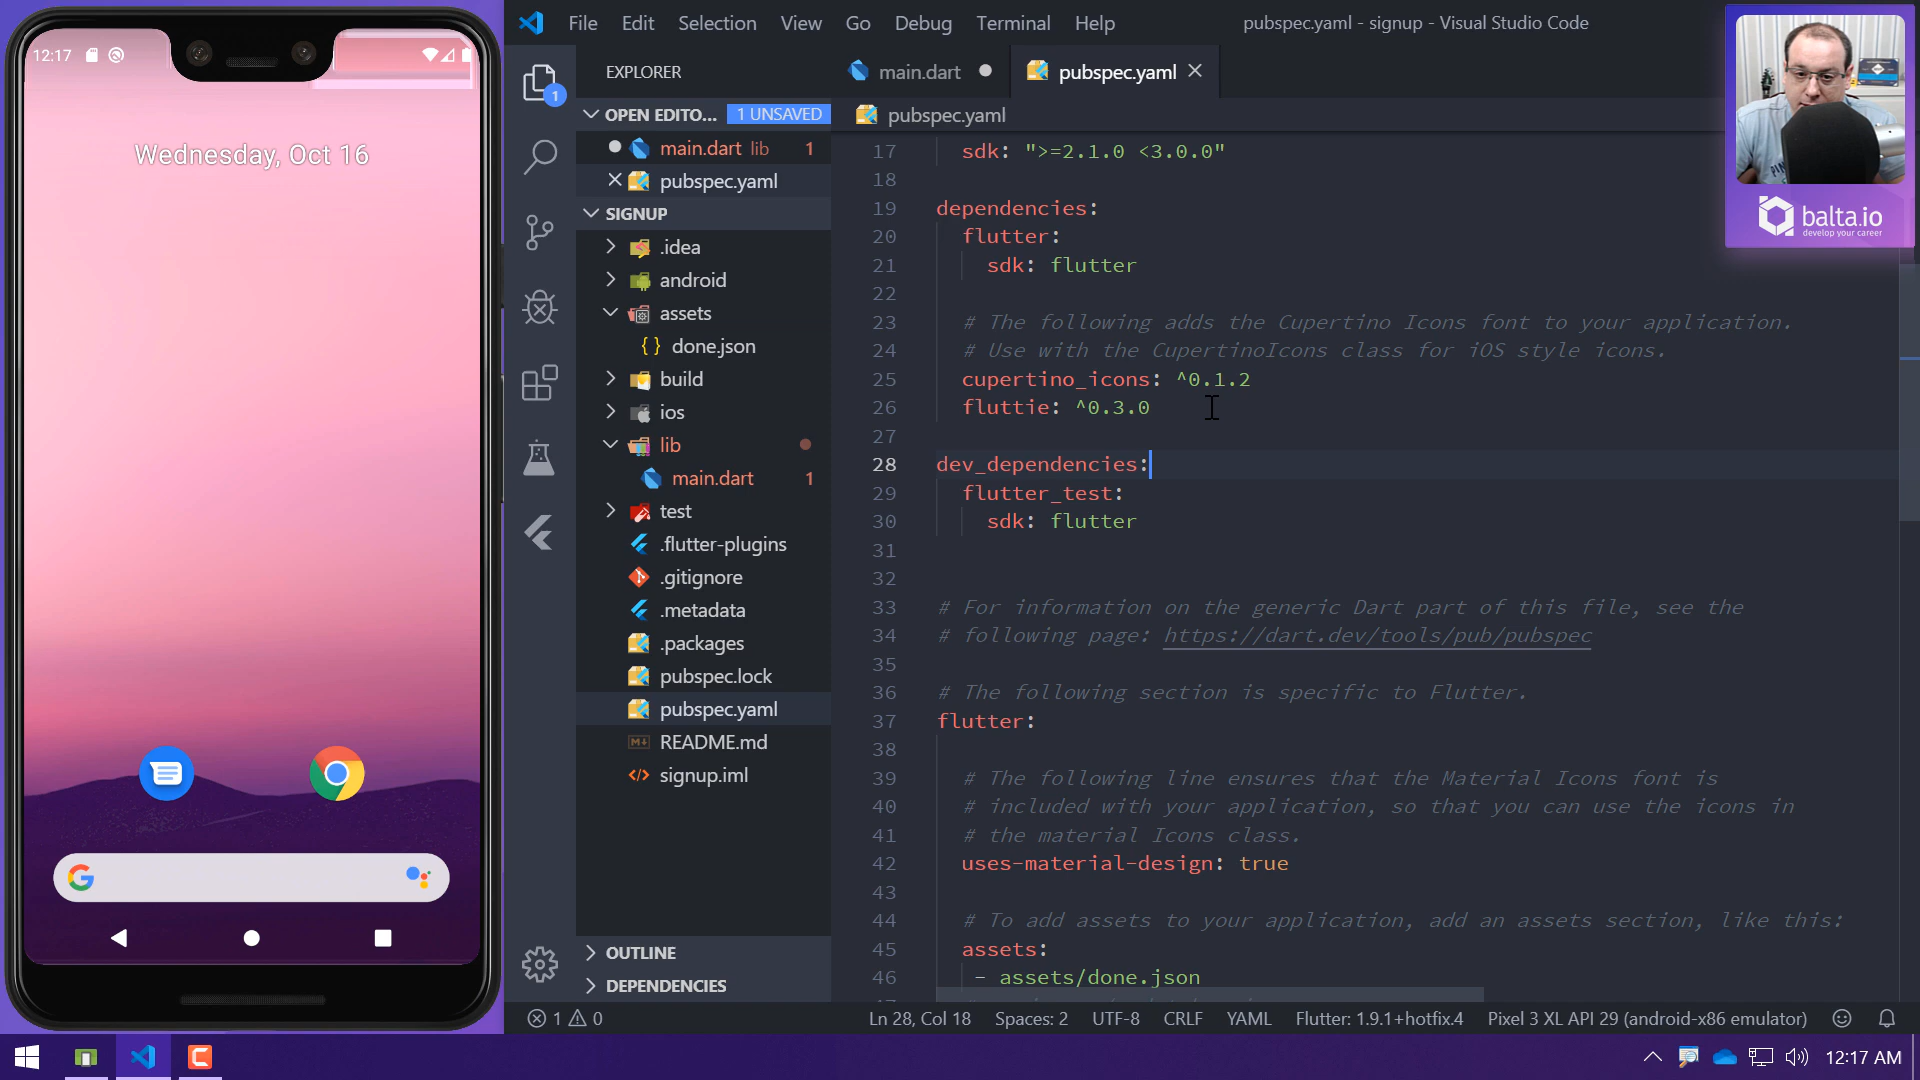 12:17
Wednesday, Oct 16
File Edit Selection View Go Debug Terminal Help
pubspec.yaml - signup - Visual Studio Code
EXPLORER
main.dart
pubspec.yaml
1
OPEN EDITO... 1 UNSAVED
main.dart lib 1
pubspec.yaml
SIGNUP
.idea
android
assets
done.json
build
ios
lib
main.dart 1
test
.flutter-plugins
.gitignore
.metadata
.packages
pubspec.lock
pubspec.yaml
README.md
signup.iml
OUTLINE
DEPENDENCIES
pubspec.yaml
17 sdk: ">=2.1.0 <3.0.0"
18
19 dependencies:
20 flutter:
21 sdk: flutter
22
23 # The following adds the Cupertino Icons font to your application.
24 # Use with the CupertinoIcons class for iOS style icons.
25 cupertino_icons: ^0.1.2
26 fluttie: ^0.3.0
27
28 dev_dependencies:
29 flutter_test:
30 sdk: flutter
31
32
33 # For information on the generic Dart part of this file, see the
34 # following page: https://dart.dev/tools/pub/pubspec
35
36 # The following section is specific to Flutter.
37 flutter:
38
39 # The following line ensures that the Material Icons font is
40 # included with your application, so that you can use the icons in
41 # the material Icons class.
42 uses-material-design: true
43
44 # To add assets to your application, add an assets section, like this:
45 assets:
46 - assets/done.json
balta.io
develop your career
1 0
Ln 28, Col 18 Spaces: 2 UTF-8 CRLF YAML Flutter: 1.9.1+hotfix.4 Pixel 3 XL API 29 (android-x86 emulator)
12:17 AM